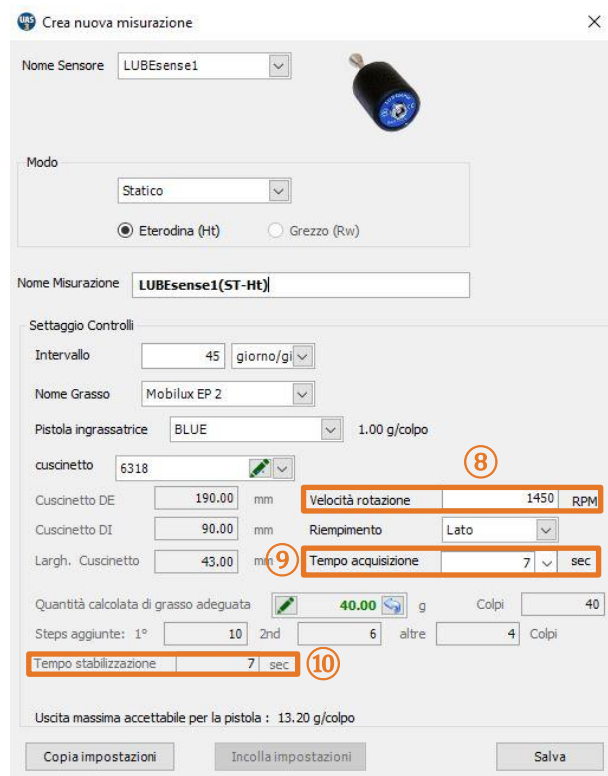 UAS
3
Crea nuova misurazione
Nome Sensore LUBEsense1
Modo
Statico
Eterodina (Ht) Grezzo (Rw)
Nome Misurazione LUBEsense1(ST-Ht)
Settaggio Controlli
Intervallo 45 giorno/gi
Nome Grasso Mobilux EP 2
Pistola ingrassatrice BLUE 1.00 g/colpo
8
cuscinetto 6318
Cuscinetto DE 190.00 mm Velocità rotazione 1450 RPM
Cuscinetto DI 90.00 mm Riempimento Lato
Largh. Cuscinetto 43.00 mm 9 Tempo acquisizione 7 sec
Quantità calcolata di grasso adeguata 40.00 g Colpi 40
Steps aggiunte: 1° 10 2nd 6 altre 4 Colpi
Tempo stabilizzazione 7 sec 10
Uscita massima accettabile per la pistola : 13.20 g/colpo
Copia impostazioni Incolla impostazioni Salva